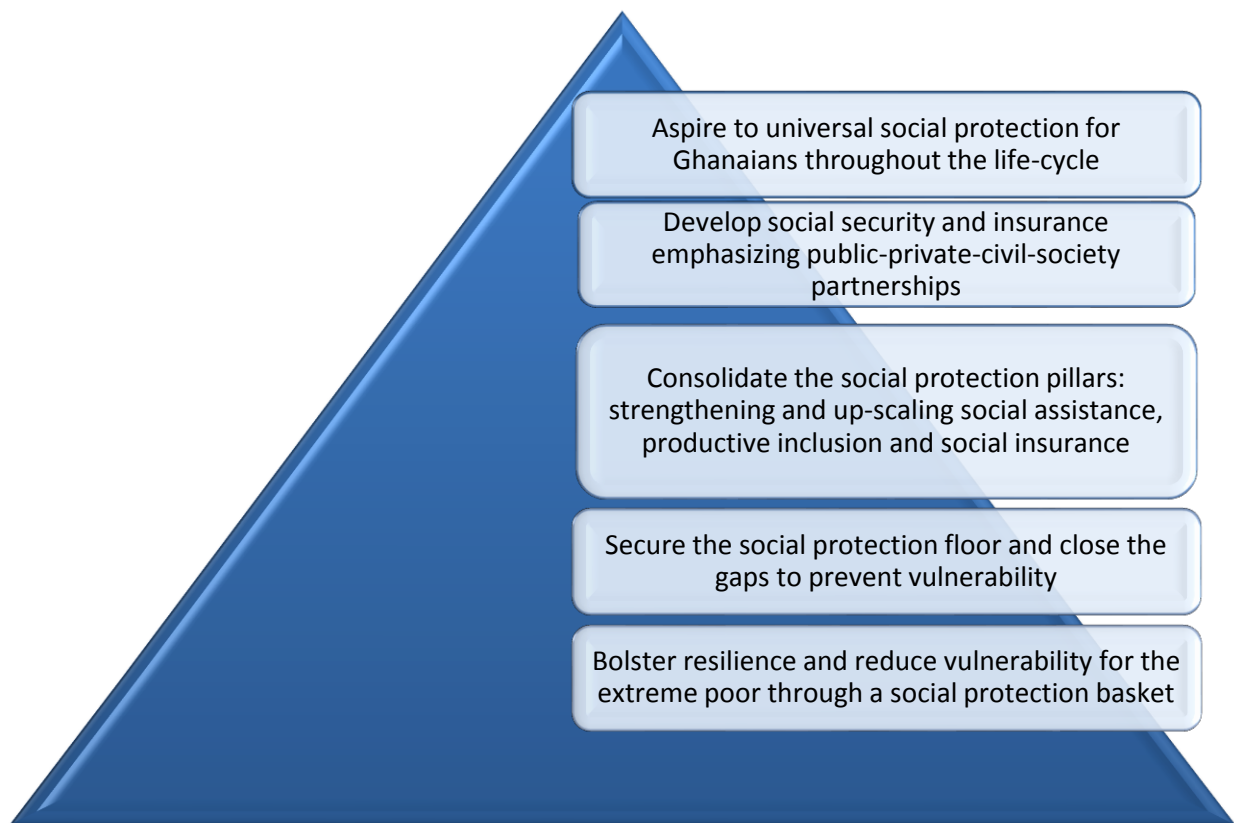 Aspire to universal social protection for
Ghanaians throughout the life-cycle
Develop social security and insurance
emphasizing public-private-civil-society
partnerships
Consolidate the social protection pillars:
strengthening and up-scaling social assistance,
productive inclusion and social insurance
Secure the social protection floor and close the
gaps to prevent vulnerability
Bolster resilience and reduce vulnerability for the
extreme poor through a social protection basket